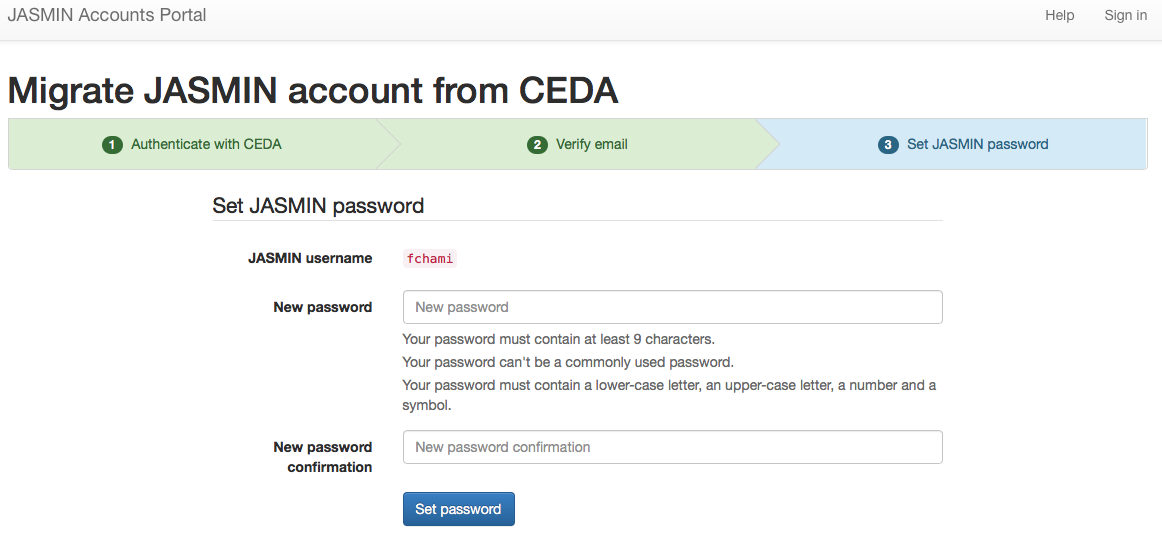 JASMIN Accounts Portal Help Sign in
Migrate JASMIN account from CEDA
1 Authenticate with CEDA 2 Verify email 3 Set JASMIN password
Set JASMIN password
JASMIN username fchami
New password New password
Your password must contain at least 9 characters.
Your password can't be a commonly used password.
Your password must contain a lower-case letter, an upper-case letter, a number and a
symbol.
New password New password confirmation
confirmation
Set password